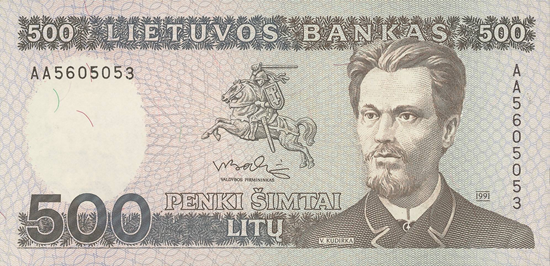 500 LIETUVOS BANKAS 500
AA5605053
AA5605053
VALDYBOS PIRMININKAS
PENKI ŠIMTAI
1991
500 LITŲ
V. KUDIRKA